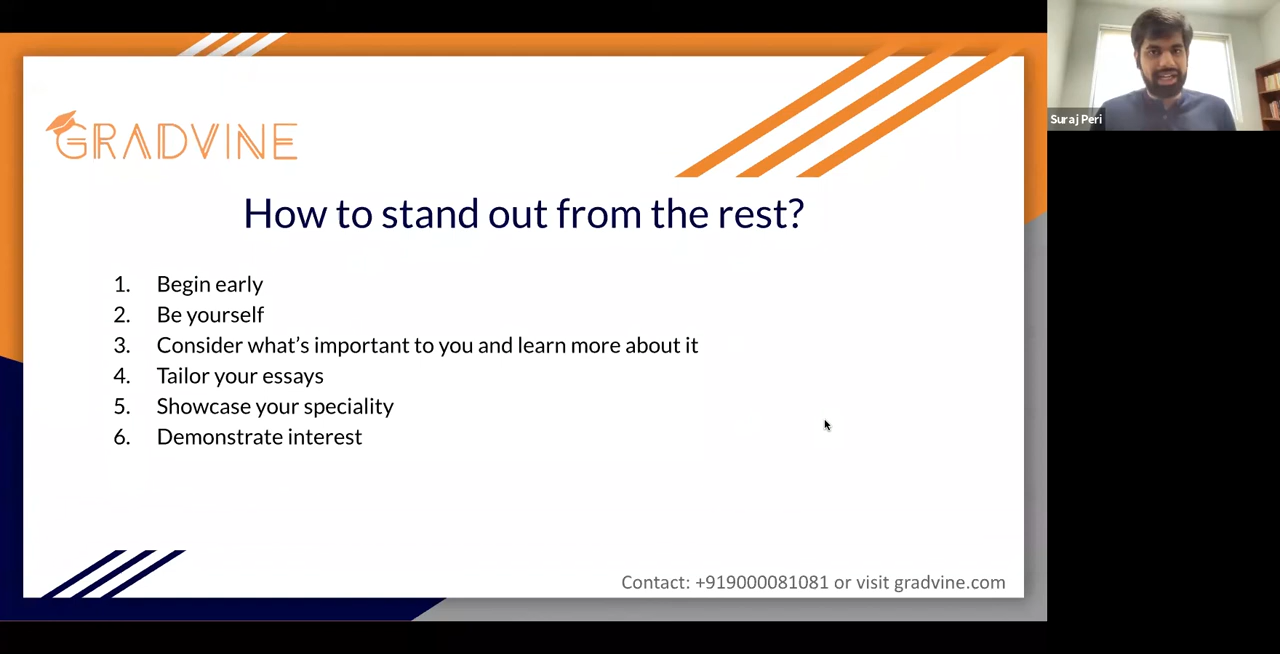 GRADVINE
Suraj Peri
How to stand out from the rest?
1. Begin early
2. Be yourself
3. Consider what's important to you and learn more about it
4. Tailor your essays
5. Showcase your speciality
6. Demonstrate interest
Contact: +919000081081 or visit gradvine.com